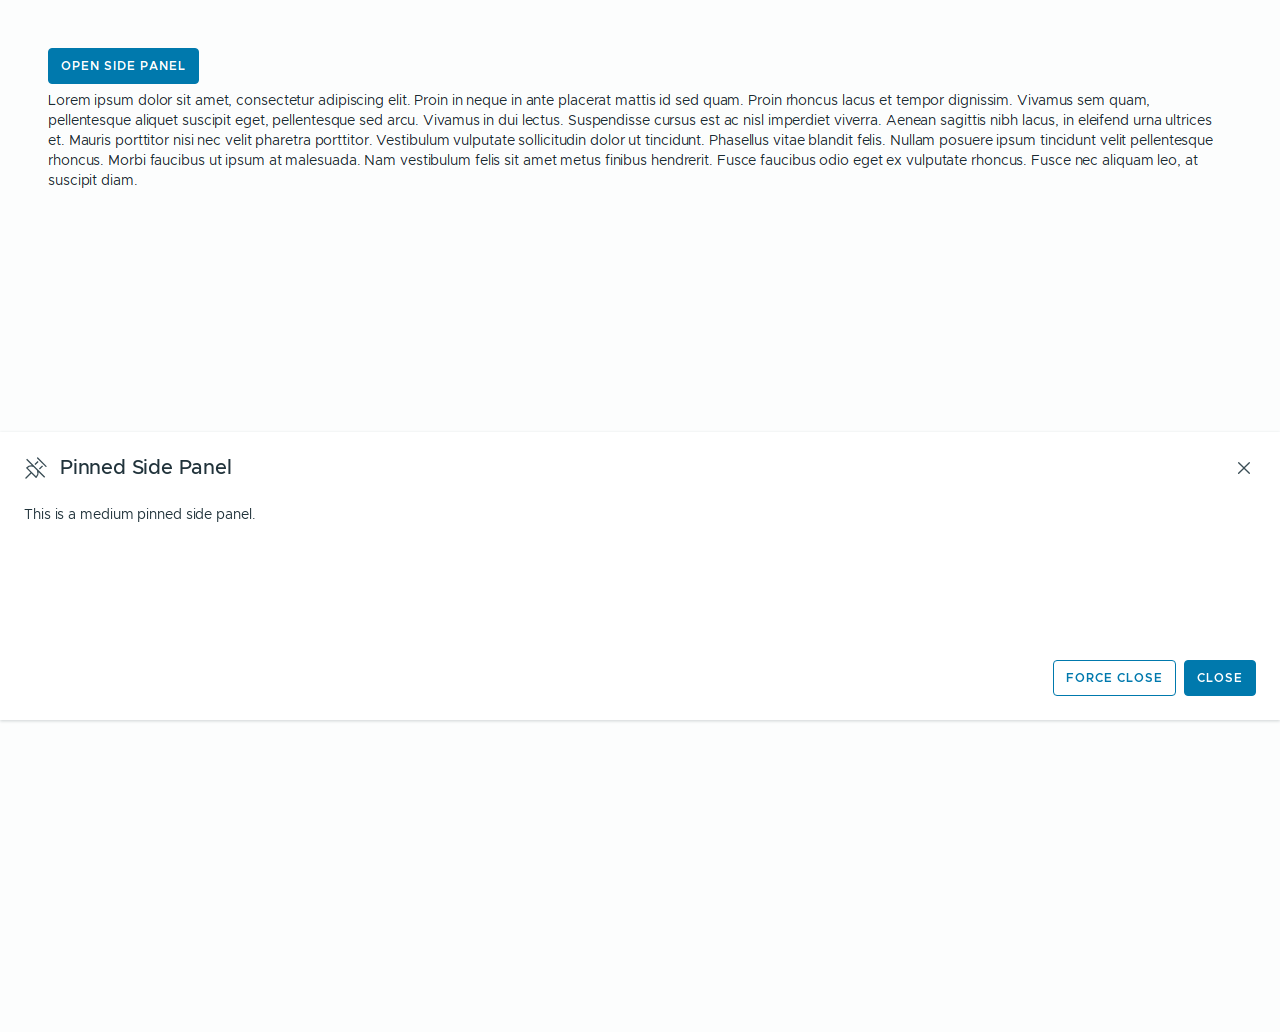 OPEN SIDE PANEL
Lorem ipsum dolor sit amet, consectetur adipiscing elit. Proin in neque in ante placerat mattis id sed quam. Proin rhoncus lacus et tempor dignissim. Vivamus sem quam,
pellentesque aliquet suscipit eget, pellentesque sed arcu. Vivamus in dui lectus. Suspendisse cursus est ac nisl imperdiet viverra. Aenean sagittis nibh lacus, in eleifend urna ultrices
et. Mauris porttitor nisi nec velit pharetra porttitor. Vestibulum vulputate sollicitudin dolor ut tincidunt. Phasellus vitae blandit felis. Nullam posuere ipsum tincidunt velit pellentesque
rhoncus. Morbi faucibus ut ipsum at malesuada. Nam vestibulum felis sit amet metus finibus hendrerit. Fusce faucibus odio eget ex vulputate rhoncus. Fusce nec aliquam leo, at
suscipit diam.
Pinned Side Panel
This is a medium pinned side panel.
FORCE CLOSE
CLOSE